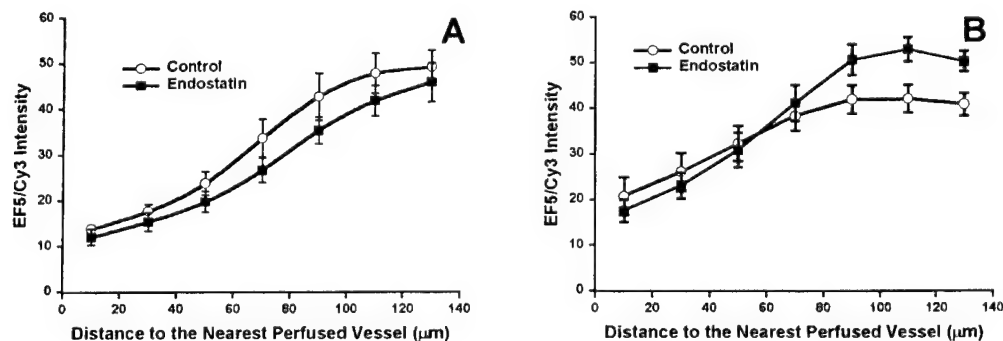 A
60
50
40
30
20
10
0
EF5/Cy3 Intensity
Control
Endostatin
0 20 40 60 80 100 120 140
Distance to the Nearest Perfused Vessel (µm)
B
60
50
40
30
20
10
0
EF5/Cy3 Intensity
Control
Endostatin
0 20 40 60 80 100 120 140
Distance to the Nearest Perfused Vessel (µm)